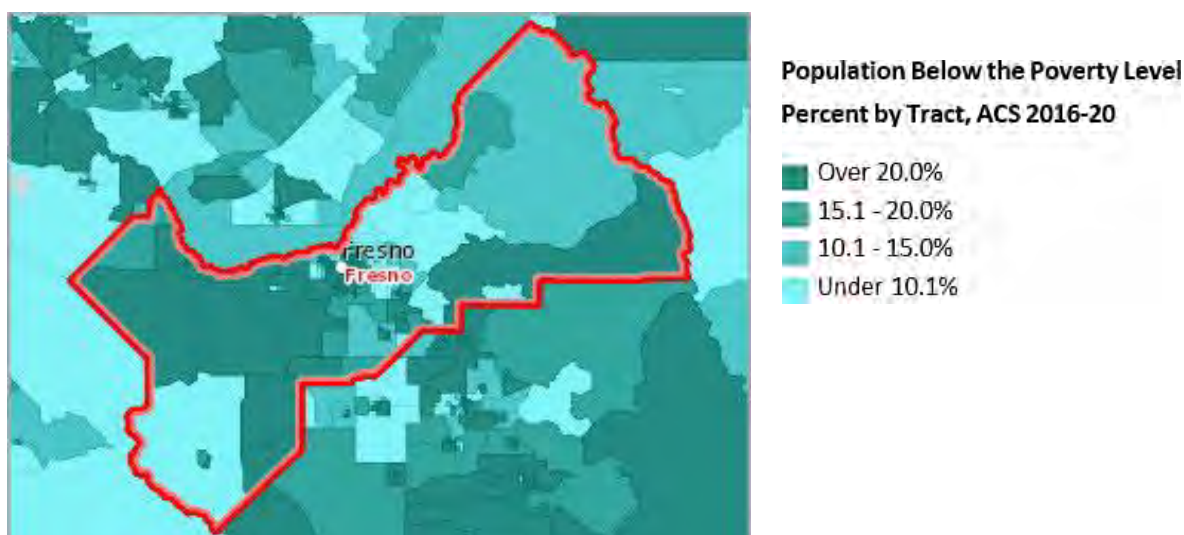 Fresno
Fresno
Population Below the Poverty Level
Percent by Tract, ACS 2016-20
Over 20.0%
15.1 - 20.0%
10.1 - 15.0%
Under 10.1%